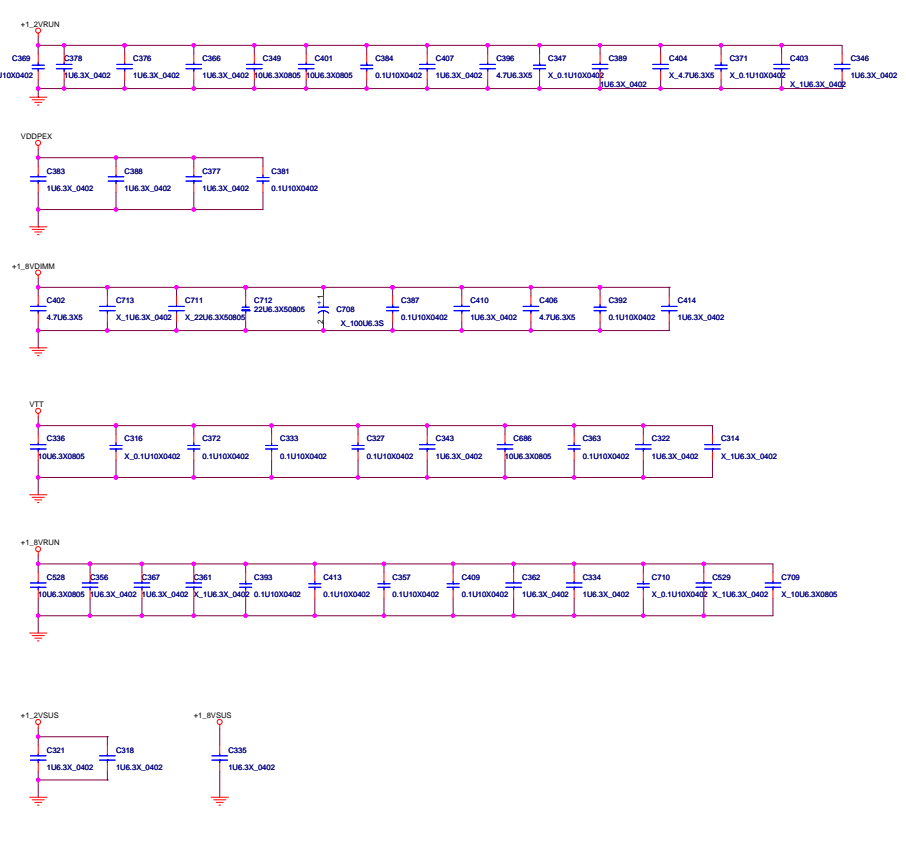 +1_2VRUN
C369 C378 C376 C366 C349 C401 C384 C407 C396 C347 C389 C404 C371 C403 C346
U10X0402 1U6.3X_0402 1U6.3X_0402 1U6.3X_0402 10U6.3X0805 10U6.3X0805 0.1U10X0402 1U6.3X_0402 4.7U6.3X5 X_0.1U10X0402 1U6.3X_0402 X_4.7U6.3X5 X_0.1U10X0402 X_1U6.3X_0402 1U6.3X_0402
VDDPEX
C383 C388 C377 C381
1U6.3X_0402 1U6.3X_0402 1U6.3X_0402 0.1U10X0402
+1_8VDIMM
C402 C713 C711 C712 1 2 C708 C387 C410 C406 C392 C414
4.7U6.3X5 X_1U6.3X_0402 X_22U6.3X50805 22U6.3X50805 X_100U6.3S 0.1U10X0402 1U6.3X_0402 4.7U6.3X5 0.1U10X0402 1U6.3X_0402
VTT
C336 C316 C372 C333 C327 C343 C686 C363 C322 C314
10U6.3X0805 X_0.1U10X0402 0.1U10X0402 0.1U10X0402 0.1U10X0402 1U6.3X_0402 10U6.3X0805 0.1U10X0402 1U6.3X_0402 X_1U6.3X_0402
+1_8VRUN
C528 C356 C367 C361 C393 C413 C357 C409 C362 C334 C710 C529 C709
10U6.3X0805 1U6.3X_0402 1U6.3X_0402 X_1U6.3X_0402 0.1U10X0402 0.1U10X0402 0.1U10X0402 0.1U10X0402 1U6.3X_0402 1U6.3X_0402 X_0.1U10X0402 X_1U6.3X_0402 X_10U6.3X0805
+1_2VSUS +1_8VSUS
C321 C318 C335
1U6.3X_0402 1U6.3X_0402 1U6.3X_0402